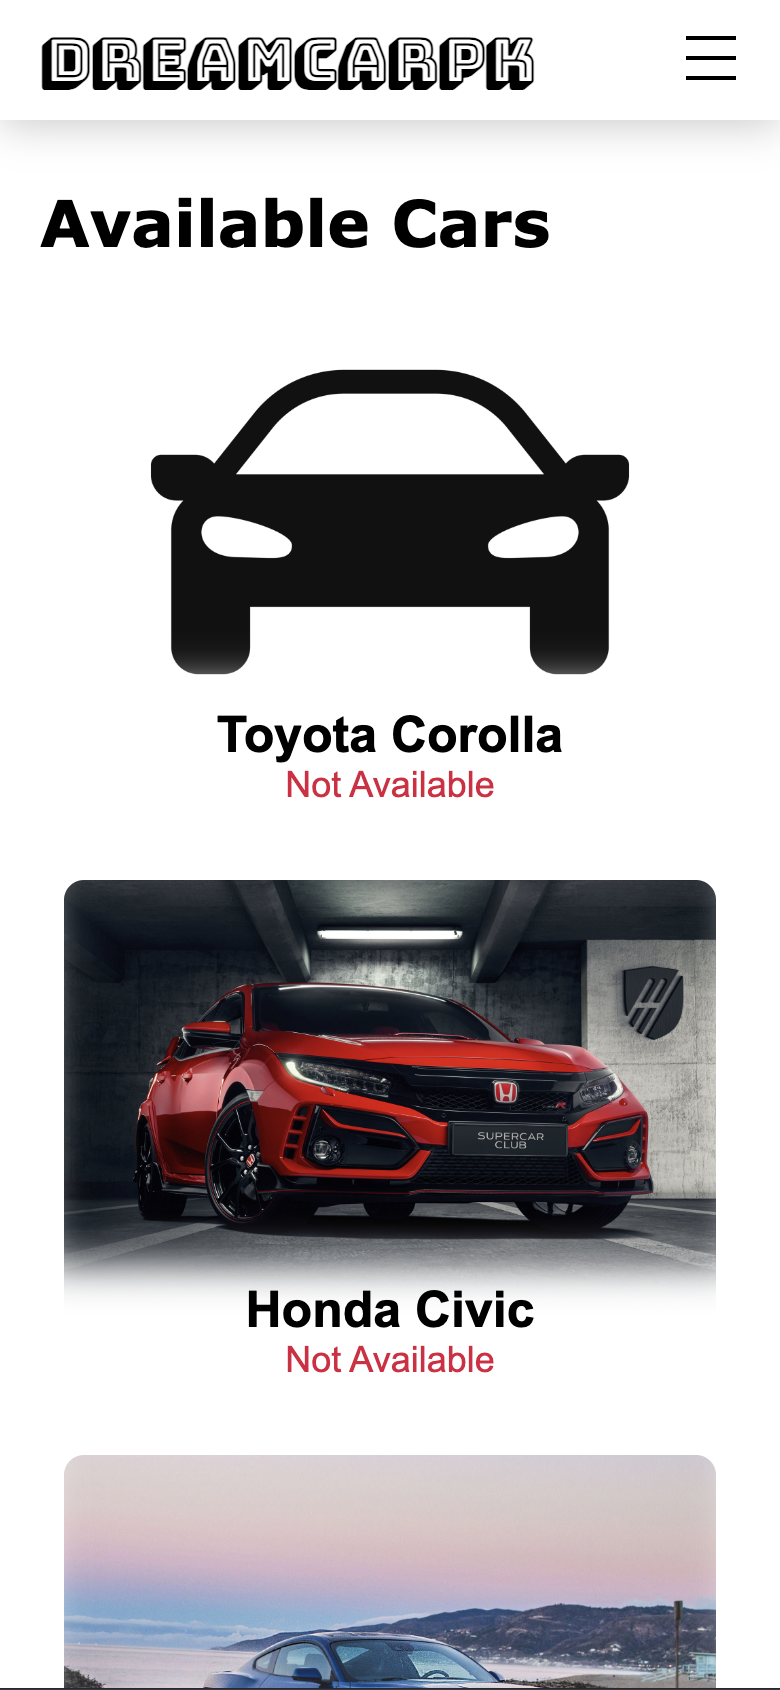 DREAMCARPK
Available Cars
Toyota Corolla
Not Available
SUPERCAR
CLUB
Honda Civic
Not Available